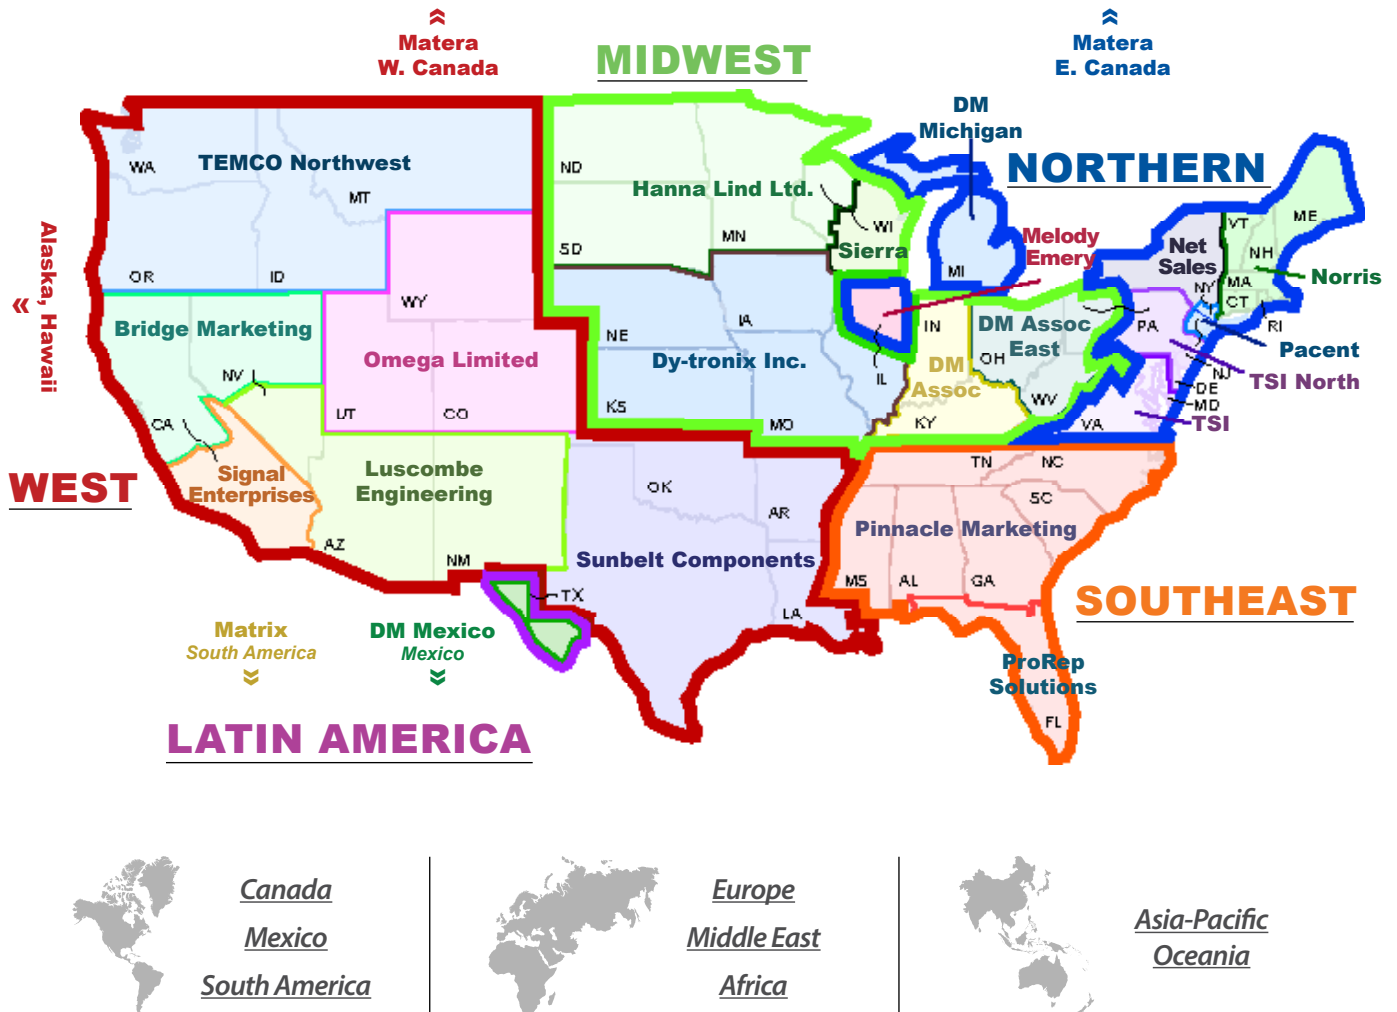 Matera
W. Canada
MIDWEST
Matera
E. Canada
DM
Michigan
NORTHERN
WA
TEMCO Northwest
MT
OR
ID
ND
Hanna Lind Ltd.
SD
MN
WI
Sierra
MI
Melody
Emery
VT
ME
Net
Sales
NH
NY
MA
Norris
CT
RI
Alaska, Hawaii
Bridge Marketing
NV
CA
WY
Omega Limited
UT
CO
NE
IA
Dy-tronix Inc.
KS
MO
IL
IN
DM Assoc
East
OH
DM
Assoc
WV
KY
PA
Pacent
NJ
TSI North
DE
MD
VA
TSI
WEST
Signal
Enterprises
Luscombe
Engineering
AZ
NM
OK
AR
Sunbelt Components
TX
LA
TN
NC
SC
Pinnacle Marketing
MS
AL
GA
SOUTHEAST
ProRep
Solutions
FL
Matrix
South America
DM Mexico
Mexico
LATIN AMERICA
Canada
Mexico
South America
Europe
Middle East
Africa
Asia-Pacific
Oceania